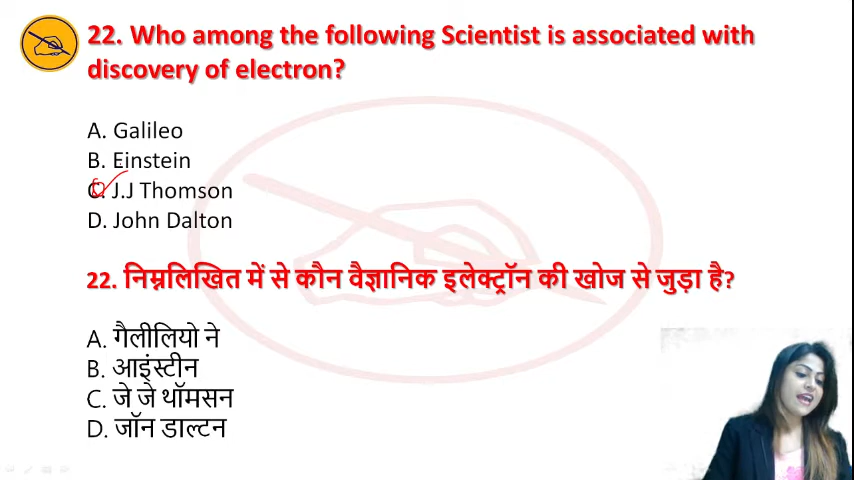 22. Who among the following Scientist is associated with
discovery of electron?
A. Galileo
B. Einstein
C. J.J Thomson
D. John Dalton
22. निम्नलिखित में से कौन वैज्ञानिक इलेक्ट्रॉन की खोज से जुड़ा है?
A. गैलीलियो ने
B. आइंस्टीन
C. जे जे थॉमसन
D. जॉन डाल्टन